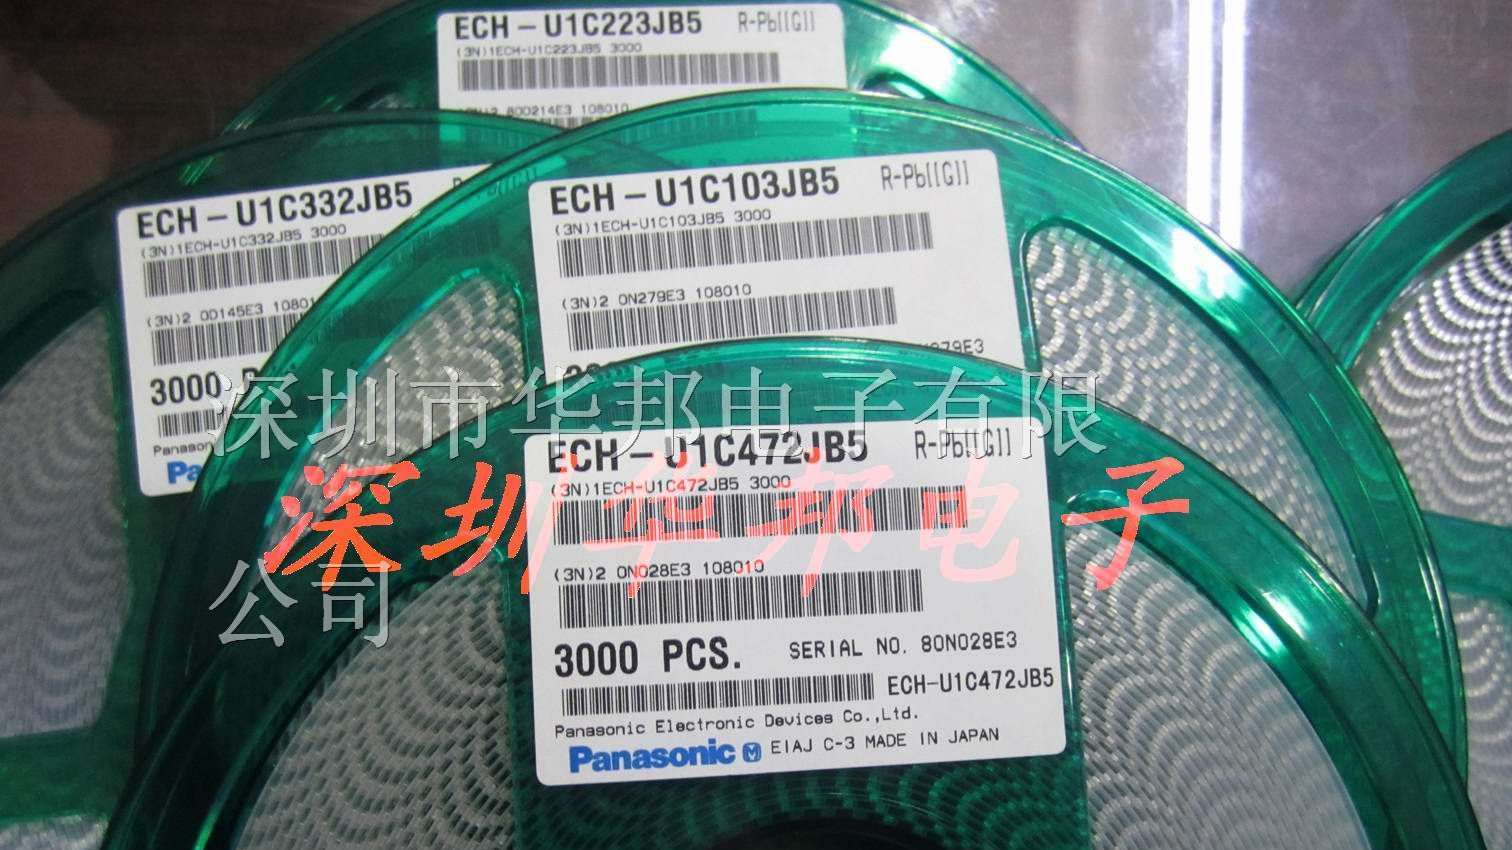 ECH-U1C223JB5 R-Pb[[G]]
(3N)1ECH-U1C223JB5 3000
80D214E3 108010
ECH-U1C332JB5
(3N)1ECH-U1C332JB5 3000
(3N)2 0D145E3
3000
ECH-U1C103JB5 R-Pb[[G]]
(3N)1ECH-U1C103JB5 3000
(3N)2 0N279E3 108010
深圳市华邦电子有限
公司
深圳华邦电子
ECH-U1C472JB5 R-Pb[[G]]
(3N)1ECH-U1C472JB5 3000
(3N)2 0N028E3 108010
3000 PCS. SERIAL NO. 80N028E3
ECH-U1C472JB5
Panasonic Electronic Devices Co.,Ltd.
Panasonic M EIAJ C-3 MADE IN JAPAN